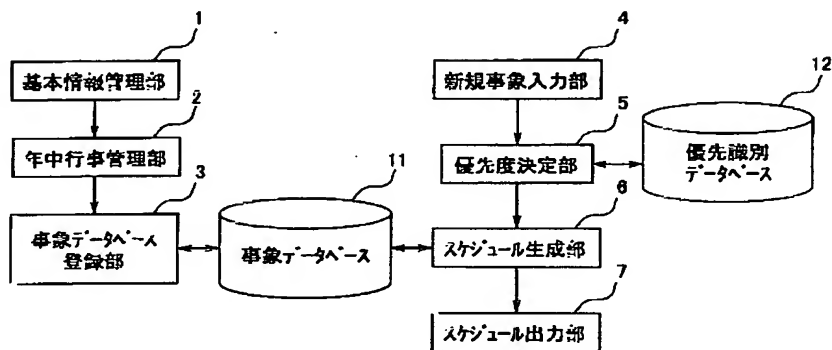 1
基本情報管理部
2
年中行事管理部
3
事象データベース
登録部
11
事象データベース
4
新規事象入力部
5
優先度決定部
12
優先識別
データベース
6
スケジュール生成部
7
スケジュール出力部